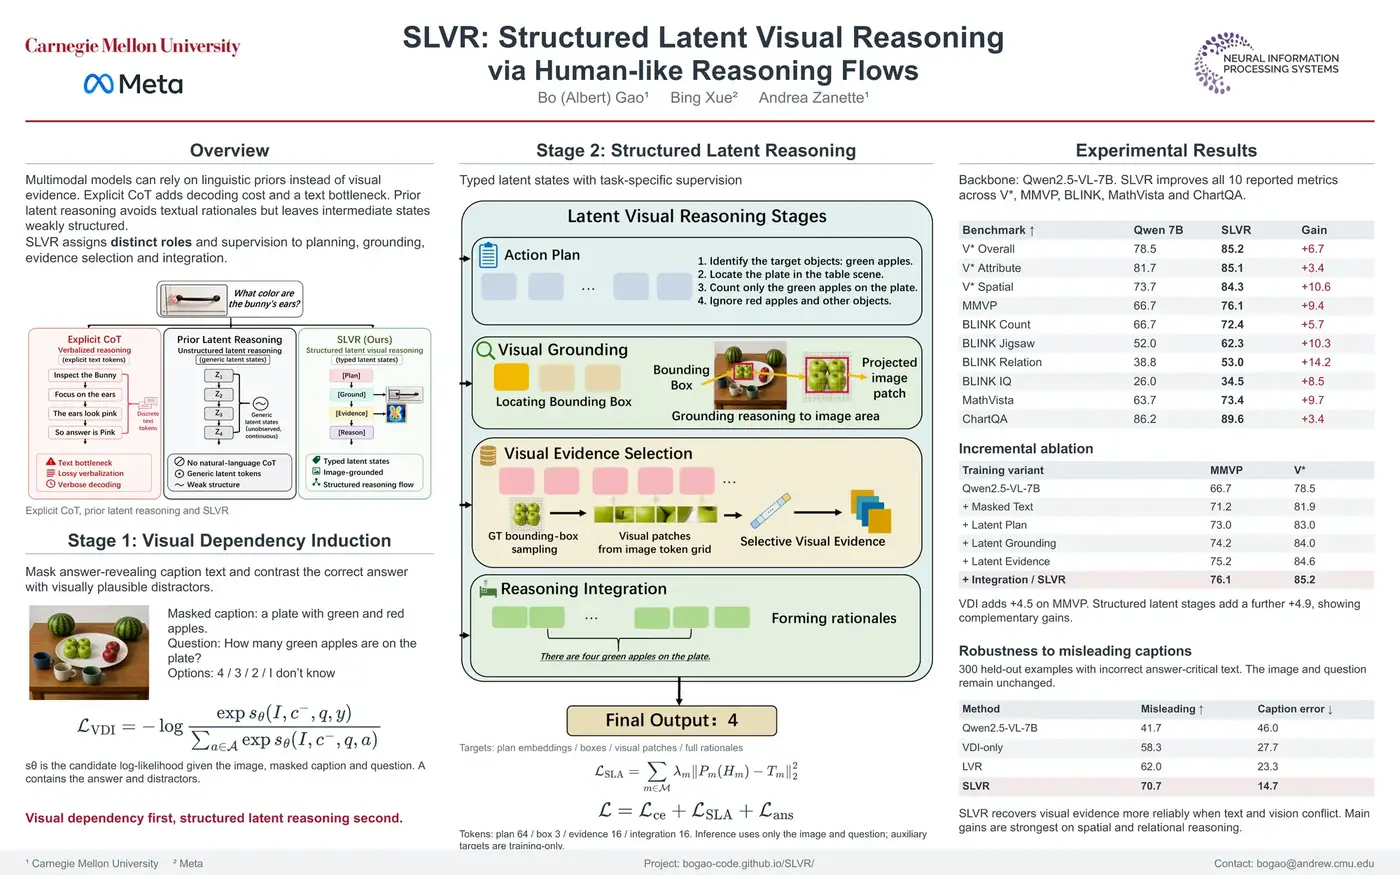 Carnegie Mellon University
Meta
SLVR: Structured Latent Visual Reasoning
via Human-like Reasoning Flows
Bo (Albert) Gao¹ Bing Xue² Andrea Zanette¹
NEURAL INFORMATION
PROCESSING SYSTEMS
Overview
Multimodal models can rely on linguistic priors instead of visual
evidence. Explicit CoT adds decoding cost and a text bottleneck. Prior
latent reasoning avoids textual rationales but leaves intermediate states
weakly structured.
SLVR assigns distinct roles and supervision to planning, grounding,
evidence selection and integration.
What color are
the bunny's ears?
Explicit CoT
Verbalized reasoning
(explicit text tokens)
Inspect the Bunny
Focus on the ears
The ears look pink
So answer is Pink
Discrete
text
tokens
Text bottleneck
Lossy verbalization
Verbose decoding
Prior Latent Reasoning
Unstructured latent reasoning
(generic latent states)
Z₁
Z₂
Z₃
Z₄
Generic
latent states
(unobserved,
continuous)
No natural-language CoT
Generic latent tokens
Weak structure
SLVR (Ours)
Structured latent visual reasoning
(typed latent states)
[Plan]
[Ground]
[Evidence]
[Reason]
Typed latent states
Image-grounded
Structured reasoning flow
Explicit CoT, prior latent reasoning and SLVR
Stage 1: Visual Dependency Induction
Mask answer-revealing caption text and contrast the correct answer
with visually plausible distractors.
Masked caption: a plate with green and red
apples.
Question: How many green apples are on the
plate?
Options: 4 / 3 / 2 / I don't know
ℒ_VDI = − log exp s_θ(I, c⁻, q, y) / ∑_{a∈𝒜} exp s_θ(I, c⁻, q, a)
sθ is the candidate log-likelihood given the image, masked caption and question. A
contains the answer and distractors.
Visual dependency first, structured latent reasoning second.
Stage 2: Structured Latent Reasoning
Typed latent states with task-specific supervision
Latent Visual Reasoning Stages
Action Plan
...
1. Identify the target objects: green apples.
2. Locate the plate in the table scene.
3. Count only the green apples on the plate.
4. Ignore red apples and other objects.
Visual Grounding
Locating Bounding Box
Bounding
Box
Projected
image
patch
Grounding reasoning to image area
Visual Evidence Selection
...
GT bounding-box
sampling
Visual patches
from image token grid
Selective Visual Evidence
Reasoning Integration
...
Forming rationales
There are four green apples on the plate.
Final Output: 4
Targets: plan embeddings / boxes / visual patches / full rationales
ℒ_SLA = ∑_{m∈ℳ} λ_m‖P_m(H_m) − T_m‖²₂
ℒ = ℒ_ce + ℒ_SLA + ℒ_ans
Tokens: plan 64 / box 3 / evidence 16 / integration 16. Inference uses only the image and question; auxiliary
targets are training-only.
Experimental Results
Backbone: Qwen2.5-VL-7B. SLVR improves all 10 reported metrics
across V*, MMVP, BLINK, MathVista and ChartQA.
Benchmark ↑ Qwen 7B SLVR Gain
V* Overall 78.5 85.2 +6.7
V* Attribute 81.7 85.1 +3.4
V* Spatial 73.7 84.3 +10.6
MMVP 66.7 76.1 +9.4
BLINK Count 66.7 72.4 +5.7
BLINK Jigsaw 52.0 62.3 +10.3
BLINK Relation 38.8 53.0 +14.2
BLINK IQ 26.0 34.5 +8.5
MathVista 63.7 73.4 +9.7
ChartQA 86.2 89.6 +3.4
Incremental ablation
Training variant MMVP V*
Qwen2.5-VL-7B 66.7 78.5
+ Masked Text 71.2 81.9
+ Latent Plan 73.0 83.0
+ Latent Grounding 74.2 84.0
+ Latent Evidence 75.2 84.6
+ Integration / SLVR 76.1 85.2
VDI adds +4.5 on MMVP. Structured latent stages add a further +4.9, showing
complementary gains.
Robustness to misleading captions
300 held-out examples with incorrect answer-critical text. The image and question
remain unchanged.
Method Misleading ↑ Caption error ↓
Qwen2.5-VL-7B 41.7 46.0
VDI-only 58.3 27.7
LVR 62.0 23.3
SLVR 70.7 14.7
SLVR recovers visual evidence more reliably when text and vision conflict. Main
gains are strongest on spatial and relational reasoning.
¹ Carnegie Mellon University ² Meta
Project: bogao-code.github.io/SLVR/
Contact: bogao@andrew.cmu.edu